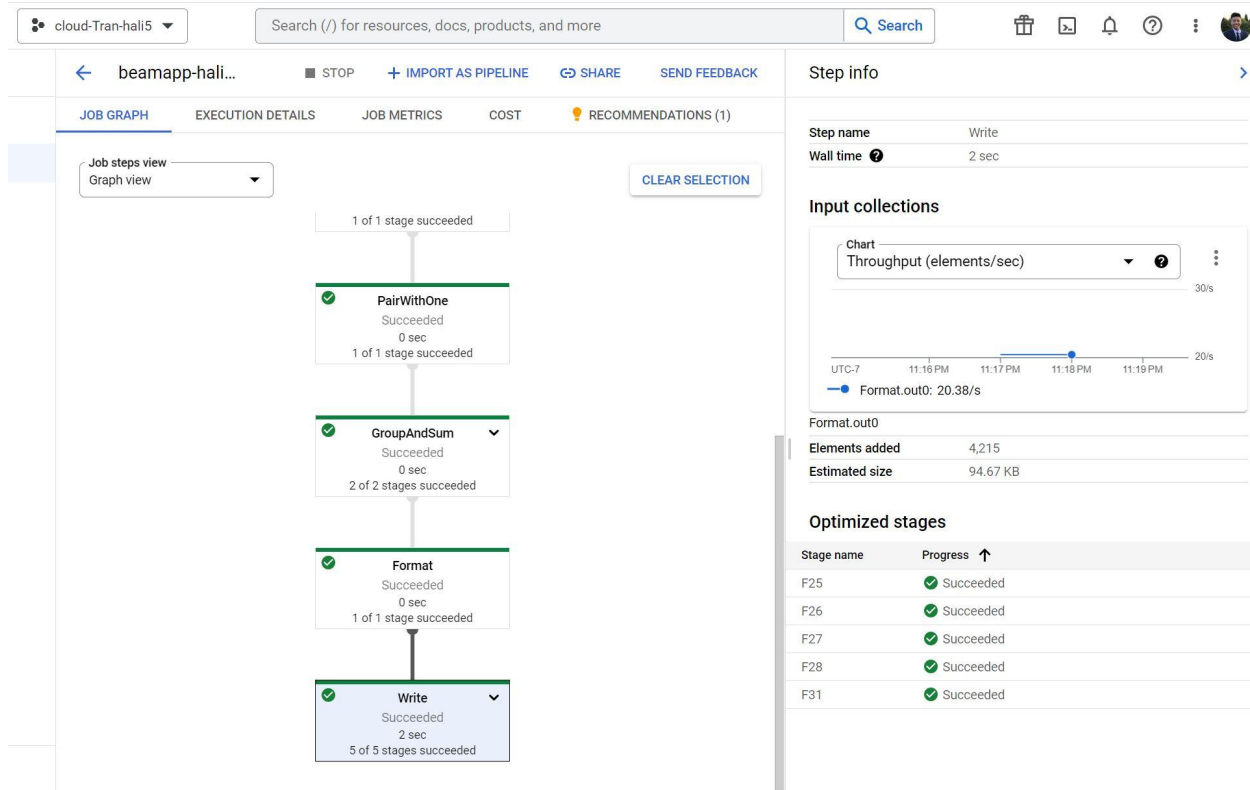 cloud-Tran-hali5
Search (/) for resources, docs, products, and more
Search
beamapp-hali...
STOP
IMPORT AS PIPELINE
SHARE
SEND FEEDBACK
JOB GRAPH
EXECUTION DETAILS
JOB METRICS
COST
RECOMMENDATIONS (1)
Job steps view
Graph view
CLEAR SELECTION
1 of 1 stage succeeded
PairWithOne
Succeeded
0 sec
1 of 1 stage succeeded
GroupAndSum
Succeeded
0 sec
2 of 2 stages succeeded
Format
Succeeded
0 sec
1 of 1 stage succeeded
Write
Succeeded
2 sec
5 of 5 stages succeeded
Step info
Step name Write
Wall time 2 sec
Input collections
Chart
Throughput (elements/sec)
30/s
20/s
UTC-7 11:16 PM 11:17 PM 11:18 PM 11:19 PM
Format.out0: 20.38/s
Format.out0
Elements added 4,215
Estimated size 94.67 KB
Optimized stages
Stage name Progress
F25 Succeeded
F26 Succeeded
F27 Succeeded
F28 Succeeded
F31 Succeeded